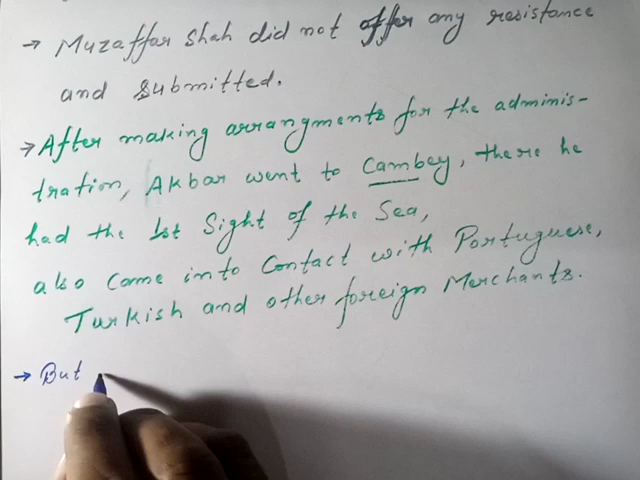 → Muzaffar Shah did not offer any resistance
and submitted.
→ After making arrangments for the adminis-
tration, Akbar went to Cambey, there he
had the 1st Sight of the Sea,
also Come into Contact with Portuguese,
Turkish and other foreign Merchants.
→ But